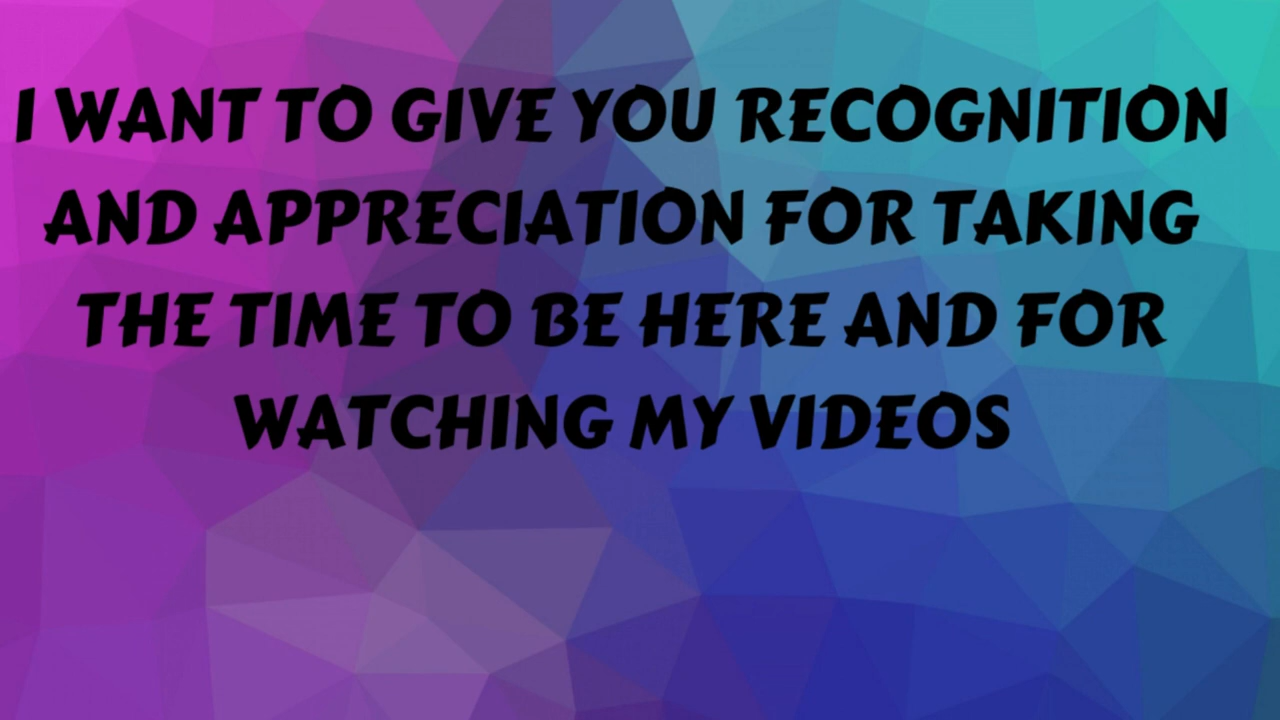 I WANT TO GIVE YOU RECOGNITION
AND APPRECIATION FOR TAKING
THE TIME TO BE HERE AND FOR
WATCHING MY VIDEOS